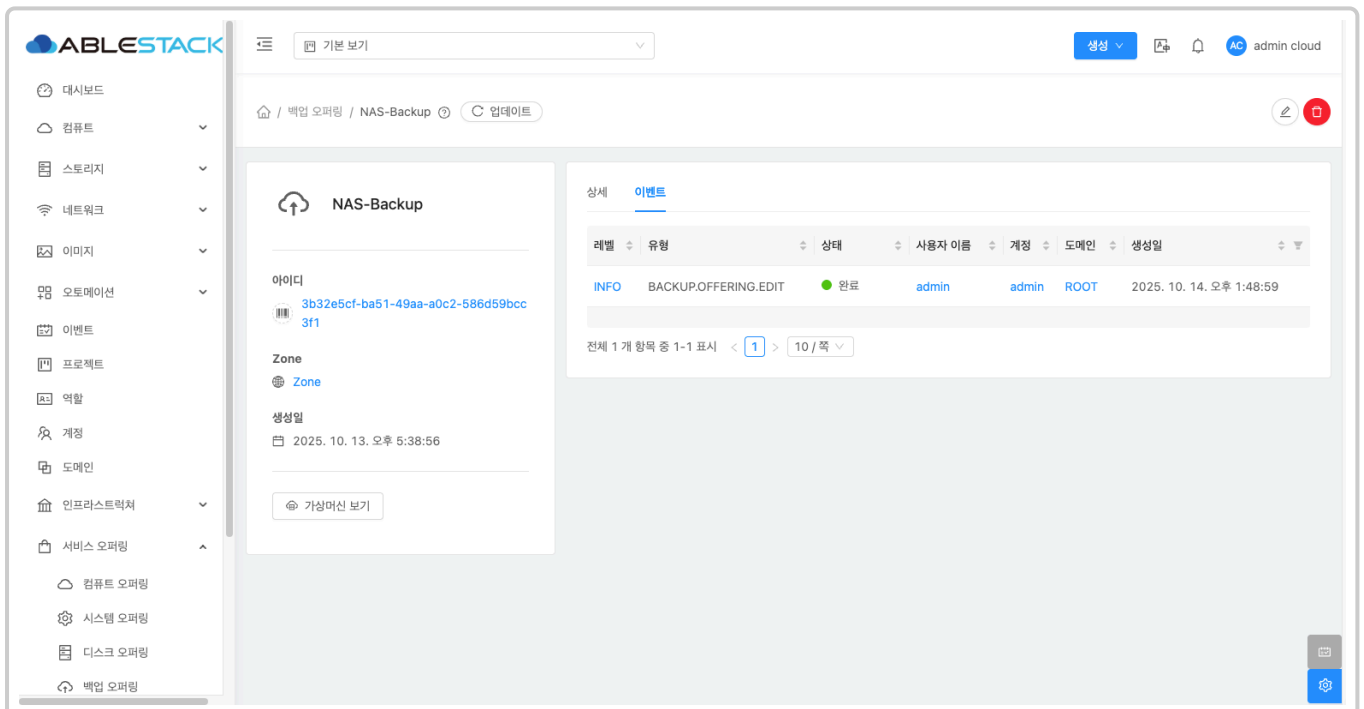 ABLESTACK
기본 보기
생성
AC admin cloud
대시보드
컴퓨트
스토리지
네트워크
이미지
오토메이션
이벤트
프로젝트
역할
계정
도메인
인프라스트럭쳐
서비스 오퍼링
컴퓨트 오퍼링
시스템 오퍼링
디스크 오퍼링
백업 오퍼링
/ 백업 오퍼링 / NAS-Backup 업데이트
NAS-Backup
아이디
3b32e5cf-ba51-49aa-a0c2-586d59bcc
3f1
Zone
Zone
생성일
2025. 10. 13. 오후 5:38:56
가상머신 보기
상세 이벤트
레벨 유형 상태 사용자 이름 계정 도메인 생성일
INFO BACKUP.OFFERING.EDIT 완료 admin admin ROOT 2025. 10. 14. 오후 1:48:59
전체 1 개 항목 중 1-1 표시 < 1 > 10 / 쪽